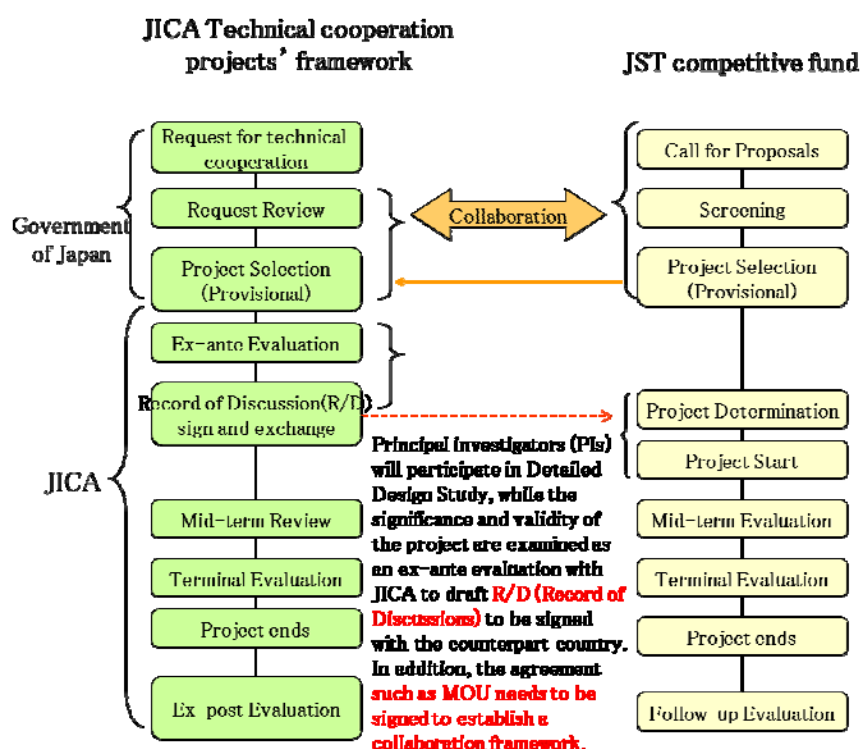 JICA Technical cooperation
projects' framework
JST competitive fund
Request for technical
cooperation
Request Review
Project Selection
(Provisional)
Ex-ante Evaluation
Record of Discussion(R/D)
sign and exchange
Mid-term Review
Terminal Evaluation
Project ends
Ex-post Evaluation
Government
of Japan
JICA
Collaboration
Call for Proposals
Screening
Project Selection
(Provisional)
Project Determination
Project Start
Mid-term Evaluation
Terminal Evaluation
Project ends
Follow-up Evaluation
Principal investigators (PIs)
will participate in Detailed
Design Study, while the
significance and validity of
the project are examined as
an ex-ante evaluation with
JICA to draft R/D (Record of
Discussions) to be signed
with the counterpart country.
In addition, the agreement
such as MOU needs to be
signed to establish a
collaboration framework.